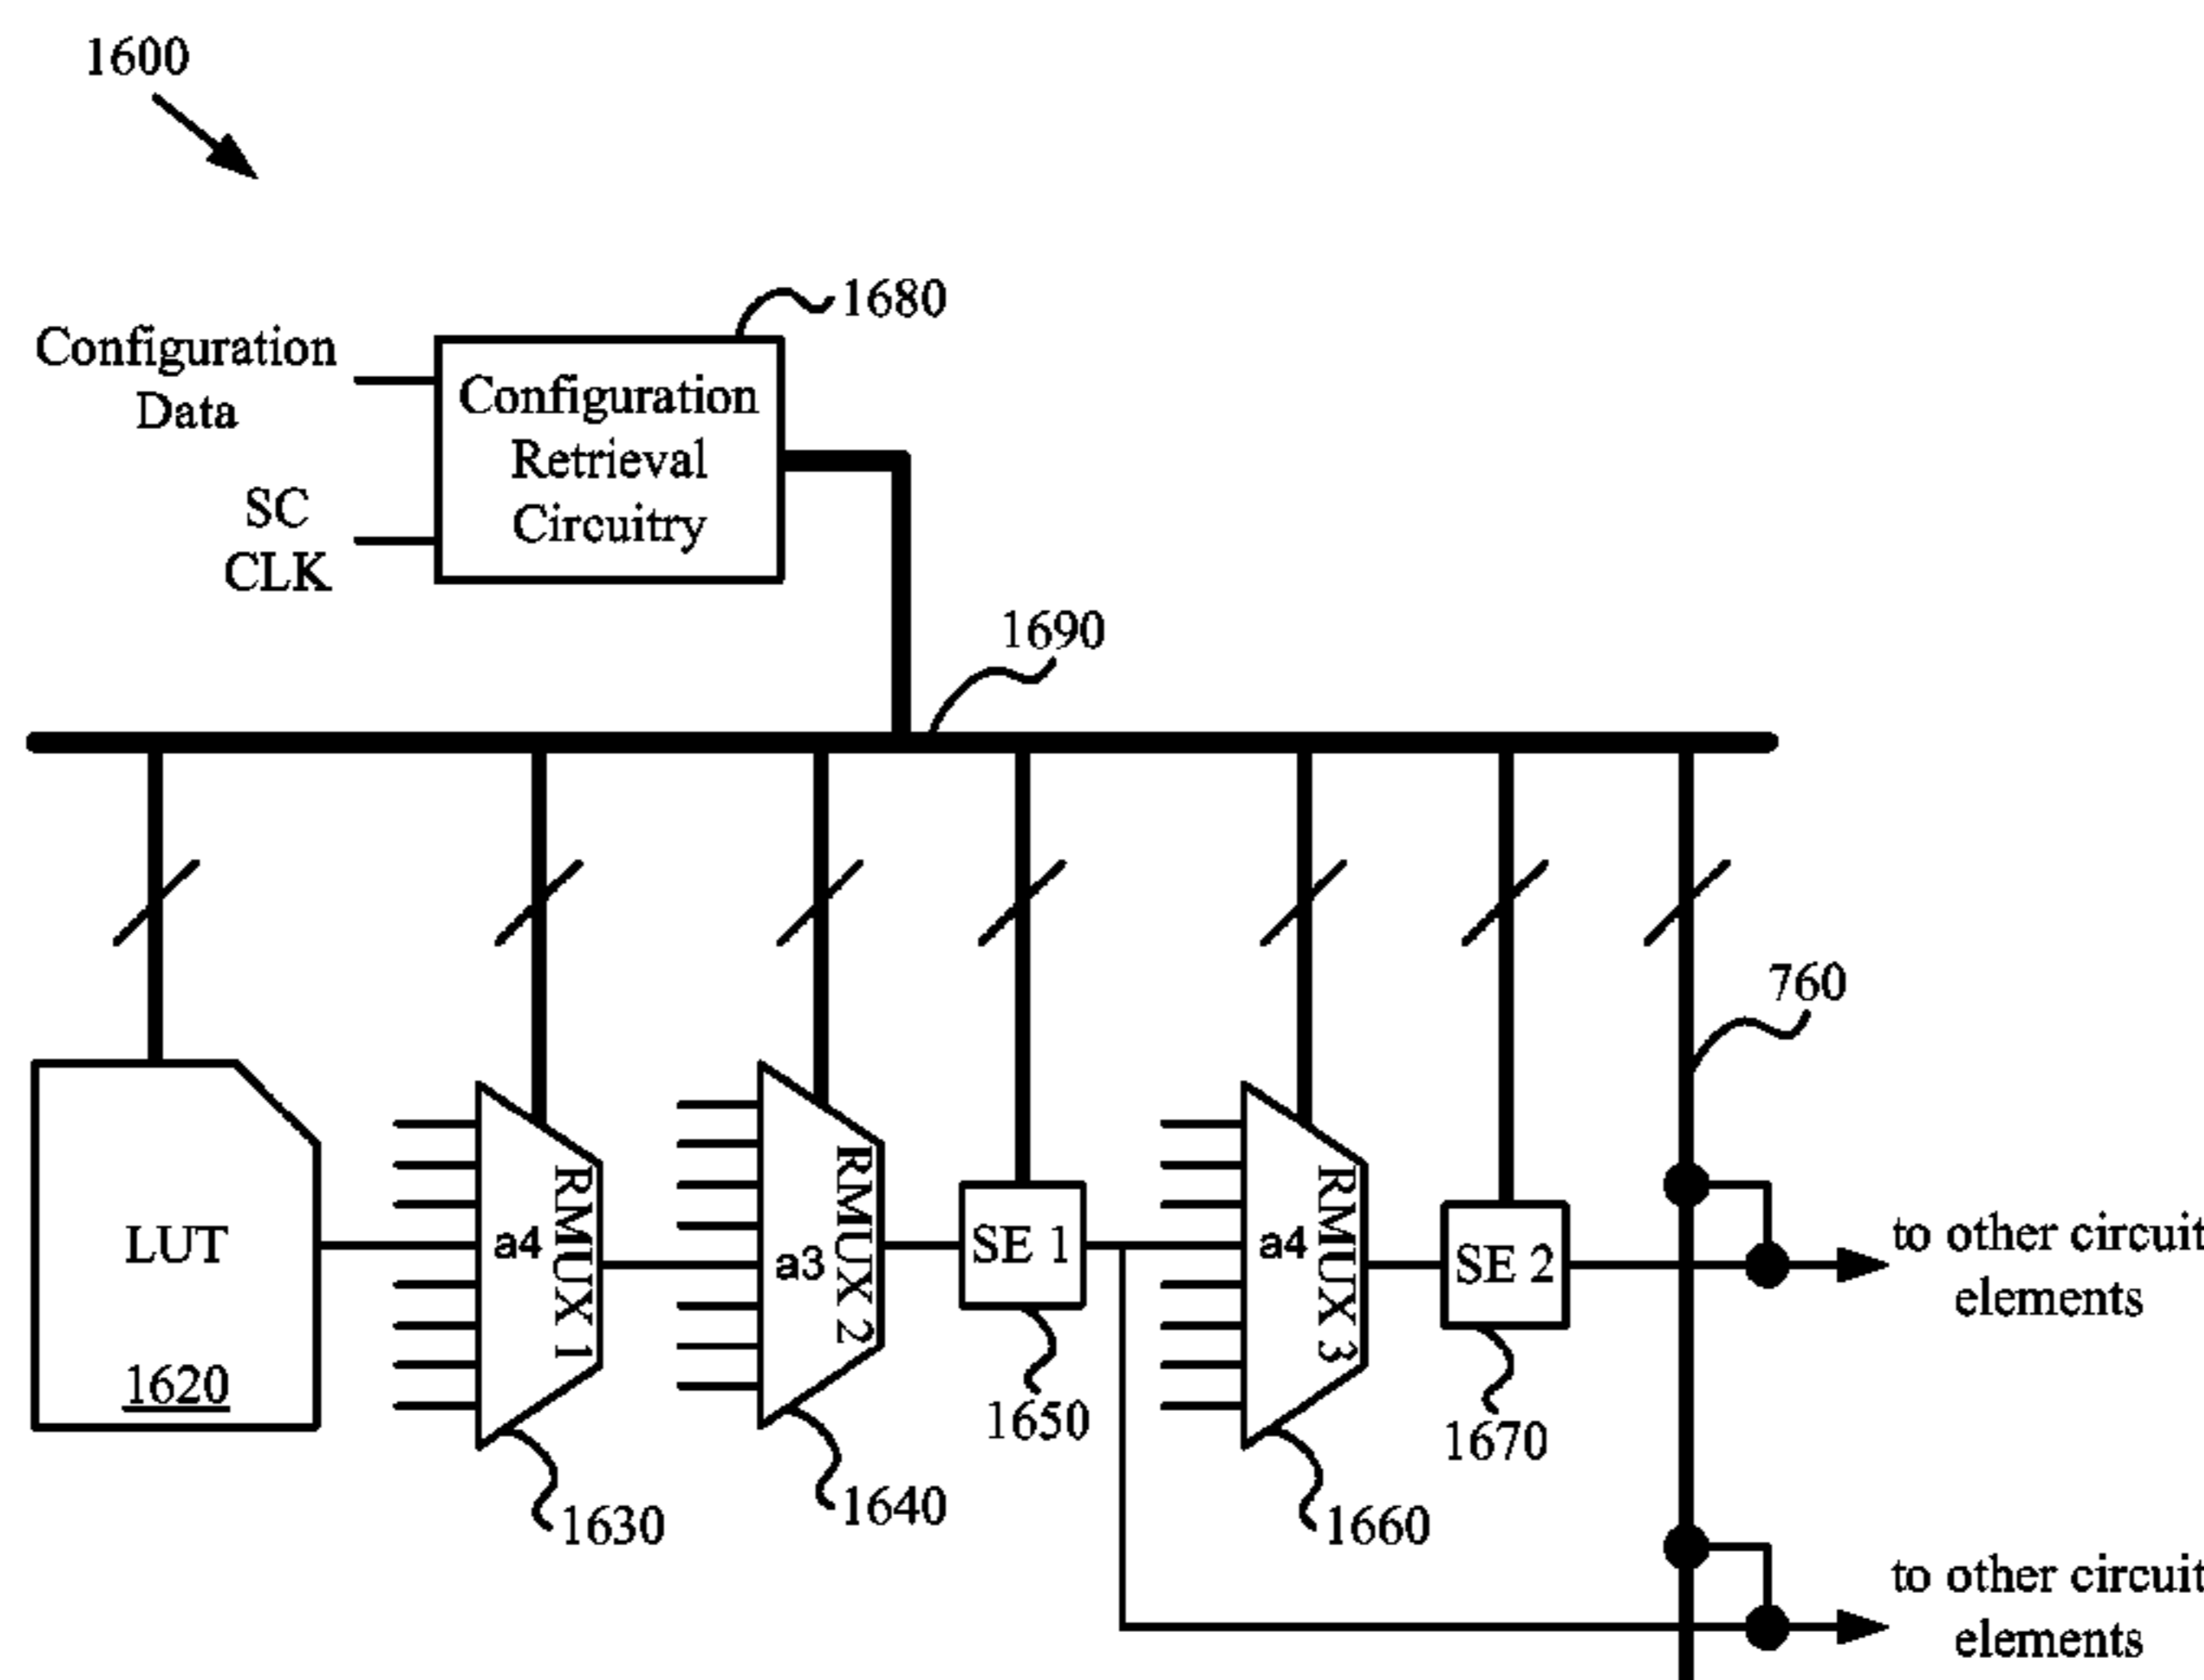 1600
1680
Configuration
Data
Configuration
Retrieval
Circuitry
SC
CLK
1690
760
LUT
1620
a4
RMUX 1
a3
RMUX 2
SE 1
a4
RMUX 3
SE 2
to other circuit
elements
1630
1640
1650
1660
1670
to other circuit
elements